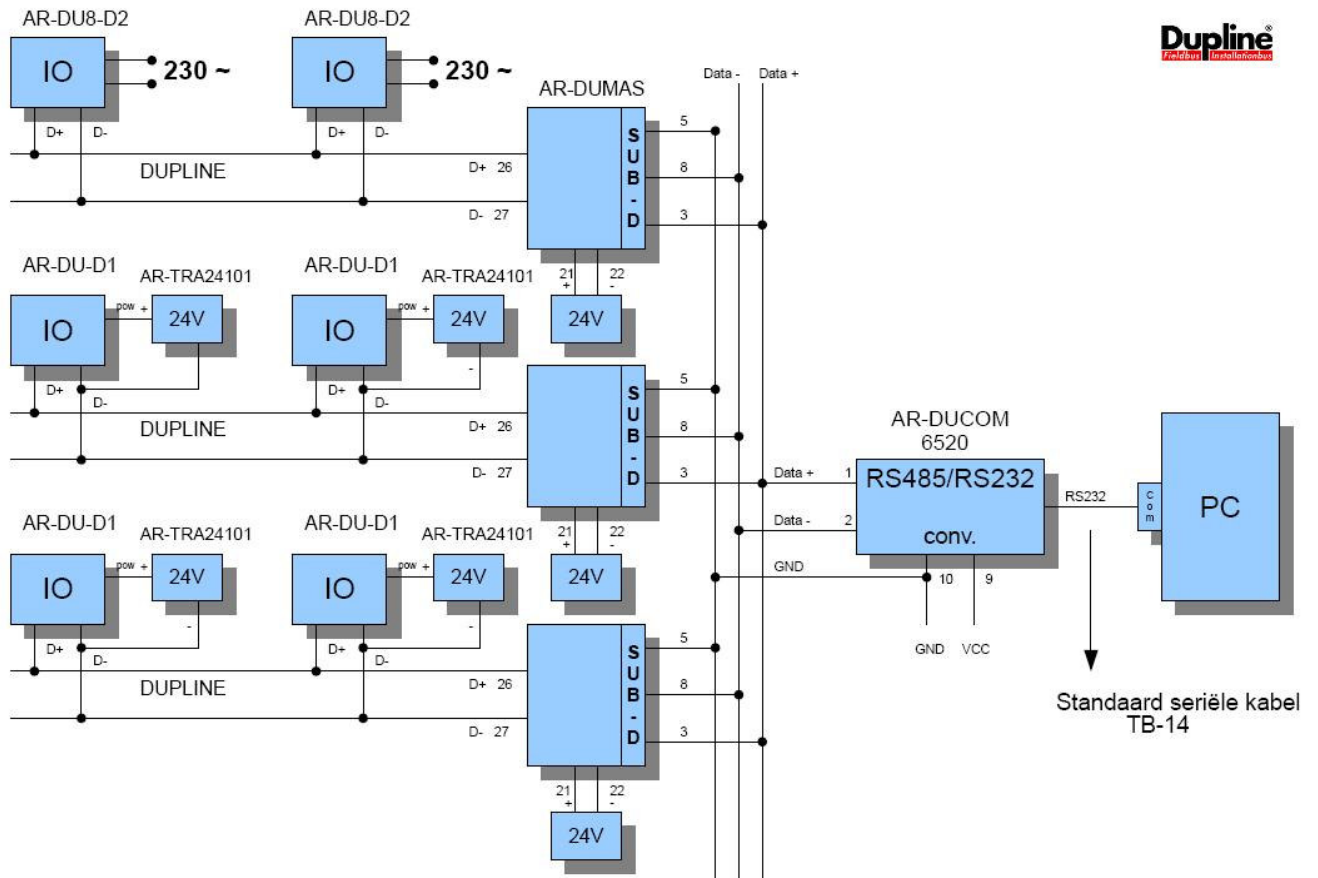 AR-DU8-D2
AR-DU8-D2
Dupline®
Fieldbus Installationbus
IO
230 ~
IO
230 ~
Data -
Data +
AR-DUMAS
D+
D-
D+
D-
SUB-D
5
8
3
DUPLINE
D+ 26
D- 27
21
+
22
-
24V
AR-DU-D1
AR-TRA24101
AR-DU-D1
AR-TRA24101
IO
pow +
24V
IO
pow +
24V
-
D+
D-
D+
D-
SUB-D
5
8
3
DUPLINE
D+ 26
D- 27
21
+
22
-
24V
AR-DUCOM
6520
Data +
1
Data -
2
RS485/RS232
conv.
RS232
com
PC
GND
10
9
GND
VCC
Standaard seriële kabel
TB-14
AR-DU-D1
AR-TRA24101
AR-DU-D1
AR-TRA24101
IO
pow +
24V
-
IO
pow +
24V
-
D+
D-
D+
D-
SUB-D
5
8
3
DUPLINE
D+ 26
D- 27
21
+
22
-
24V